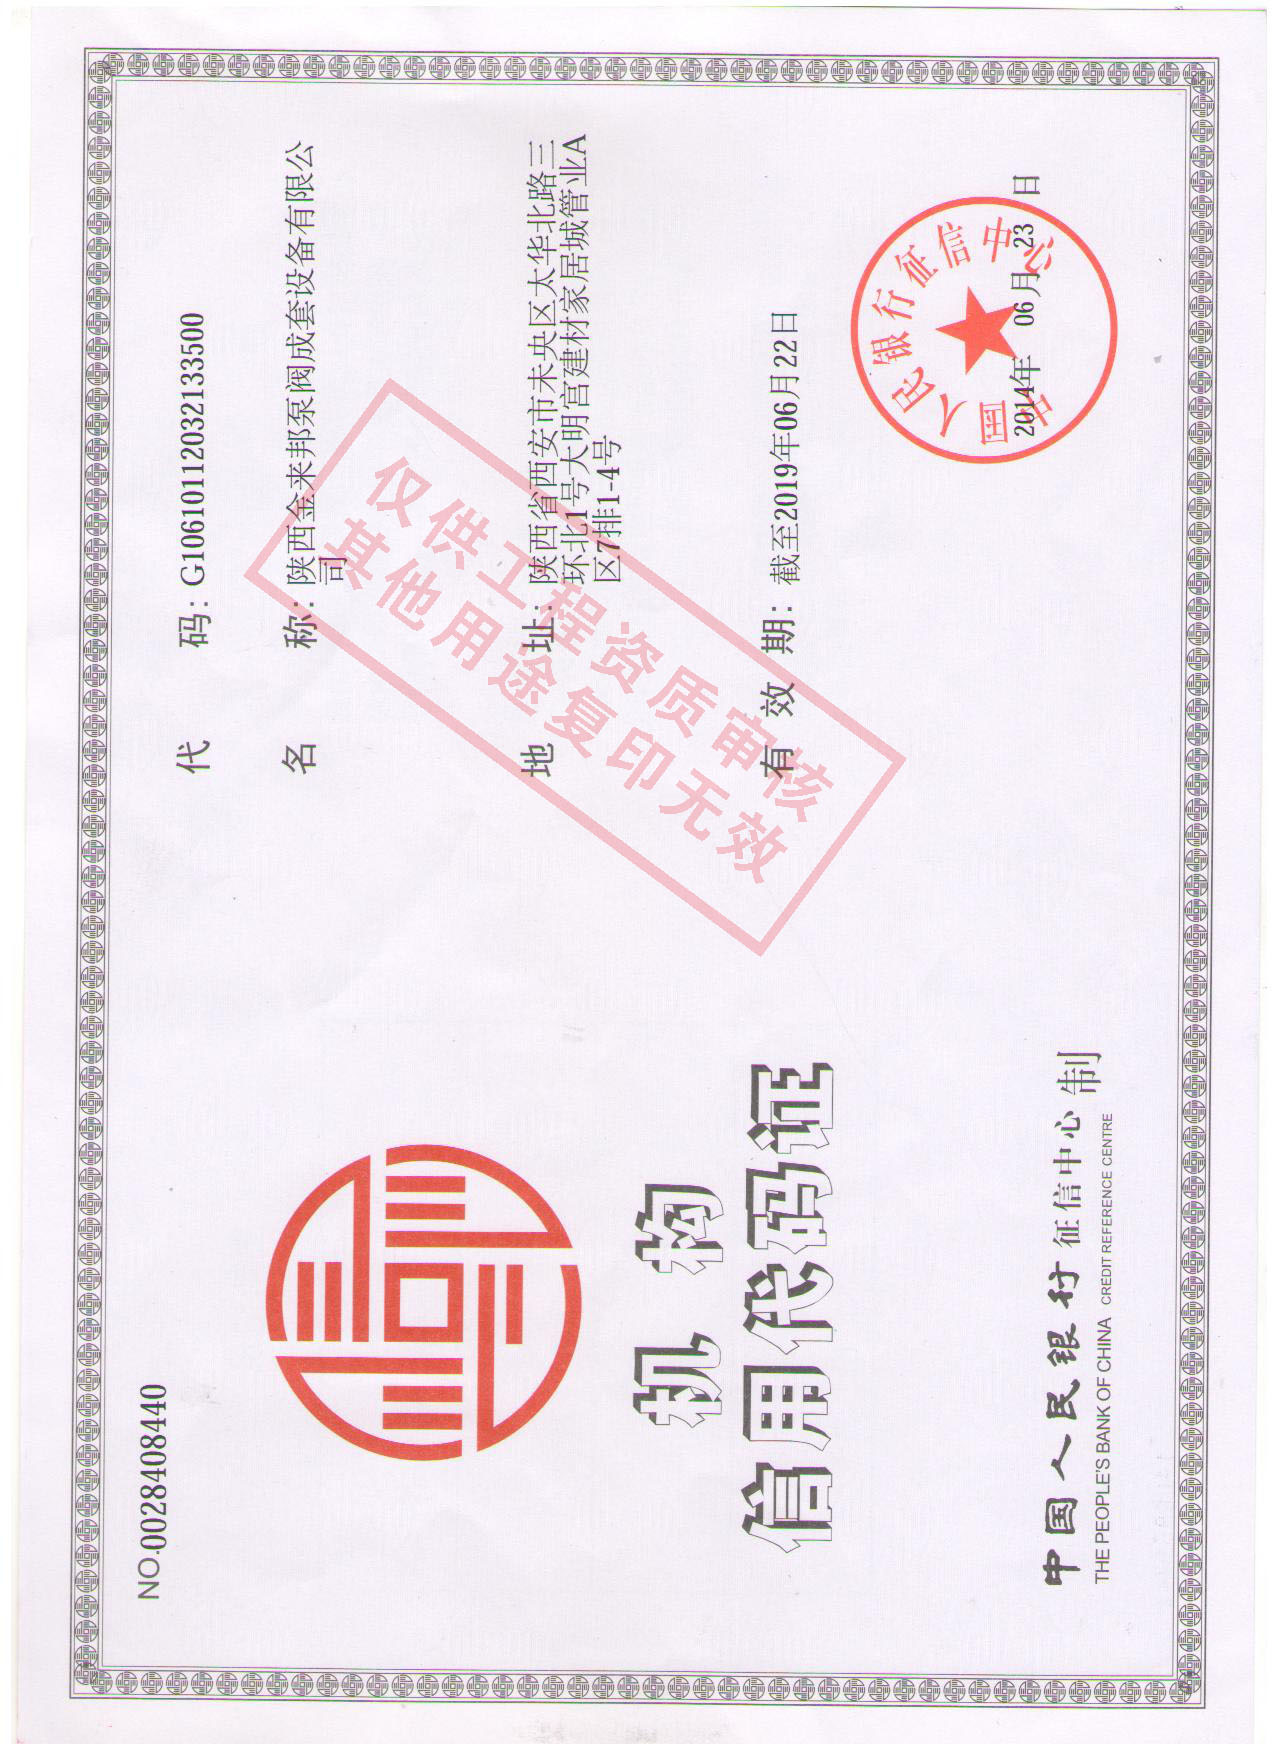 NO.0028408440
机 构
信用代码证
中国人民银行征信中心 制
THE PEOPLE'S BANK OF CHINA CREDIT REFERENCE CENTRE
代 码: G1061011203213350​0
名 称: 陕西金来邦泵阀成套设备有限公
司
地 址: 陕西省西安市未央区太华北路三
环北1号大明宫建材家居城管业A
区7排1-4号
有 效 期: 截至2019年06月22日
2014年 06月 23日
中国人民银行征信中心
仅供工程资质审核
其他用途复印无效